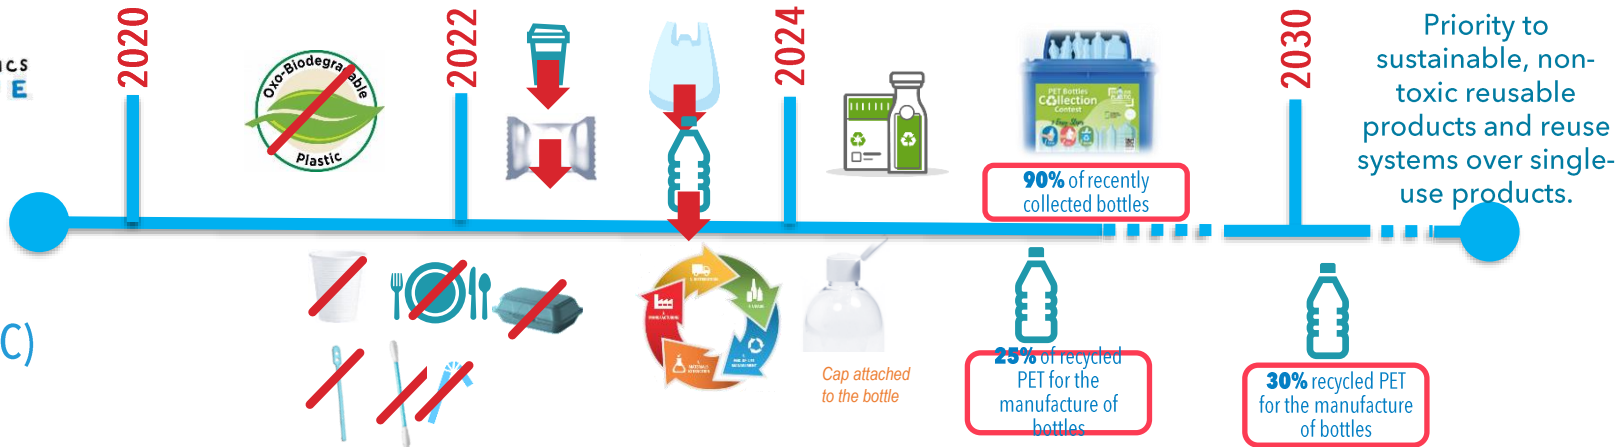 ICS
E
C)
2020
Oxo-Biodegradable
Plastic
2022
2024
PET Bottles
Collection
Contest
90% of recently
collected bottles
2030
Priority to
sustainable, non-
toxic reusable
products and reuse
systems over single-
use products.
Cap attached
to the bottle
25% of recycled
PET for the
manufacture of
bottles
30% recycled PET
for the manufacture
of bottles